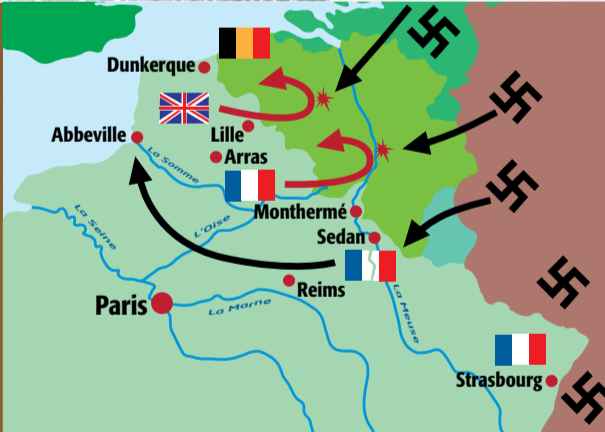 Dunkerque
Abbeville
Lille
Arras
La Somme
Monthermé
L'Oise
La Seine
Sedan
Reims
Paris
La Marne
La Meuse
Strasbourg